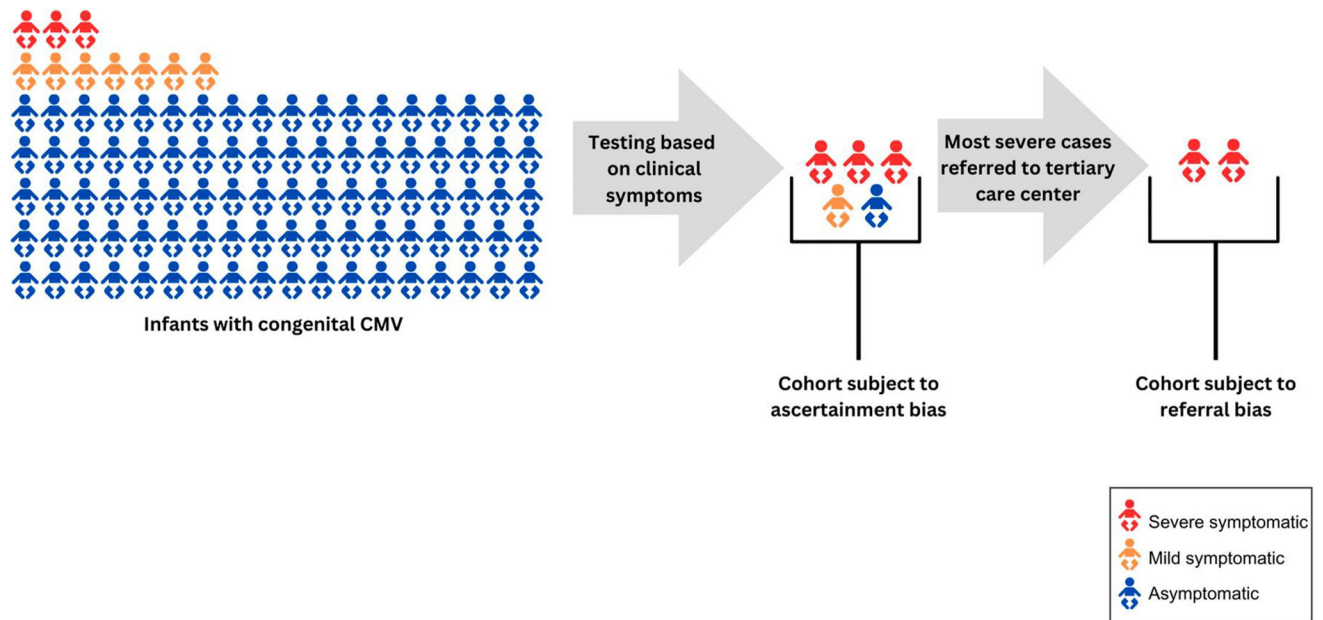 Infants with congenital CMV
Testing based
on clinical
symptoms
Cohort subject to
ascertainment bias
Most severe cases
referred to tertiary
care center
Cohort subject to
referral bias
Severe symptomatic
Mild symptomatic
Asymptomatic